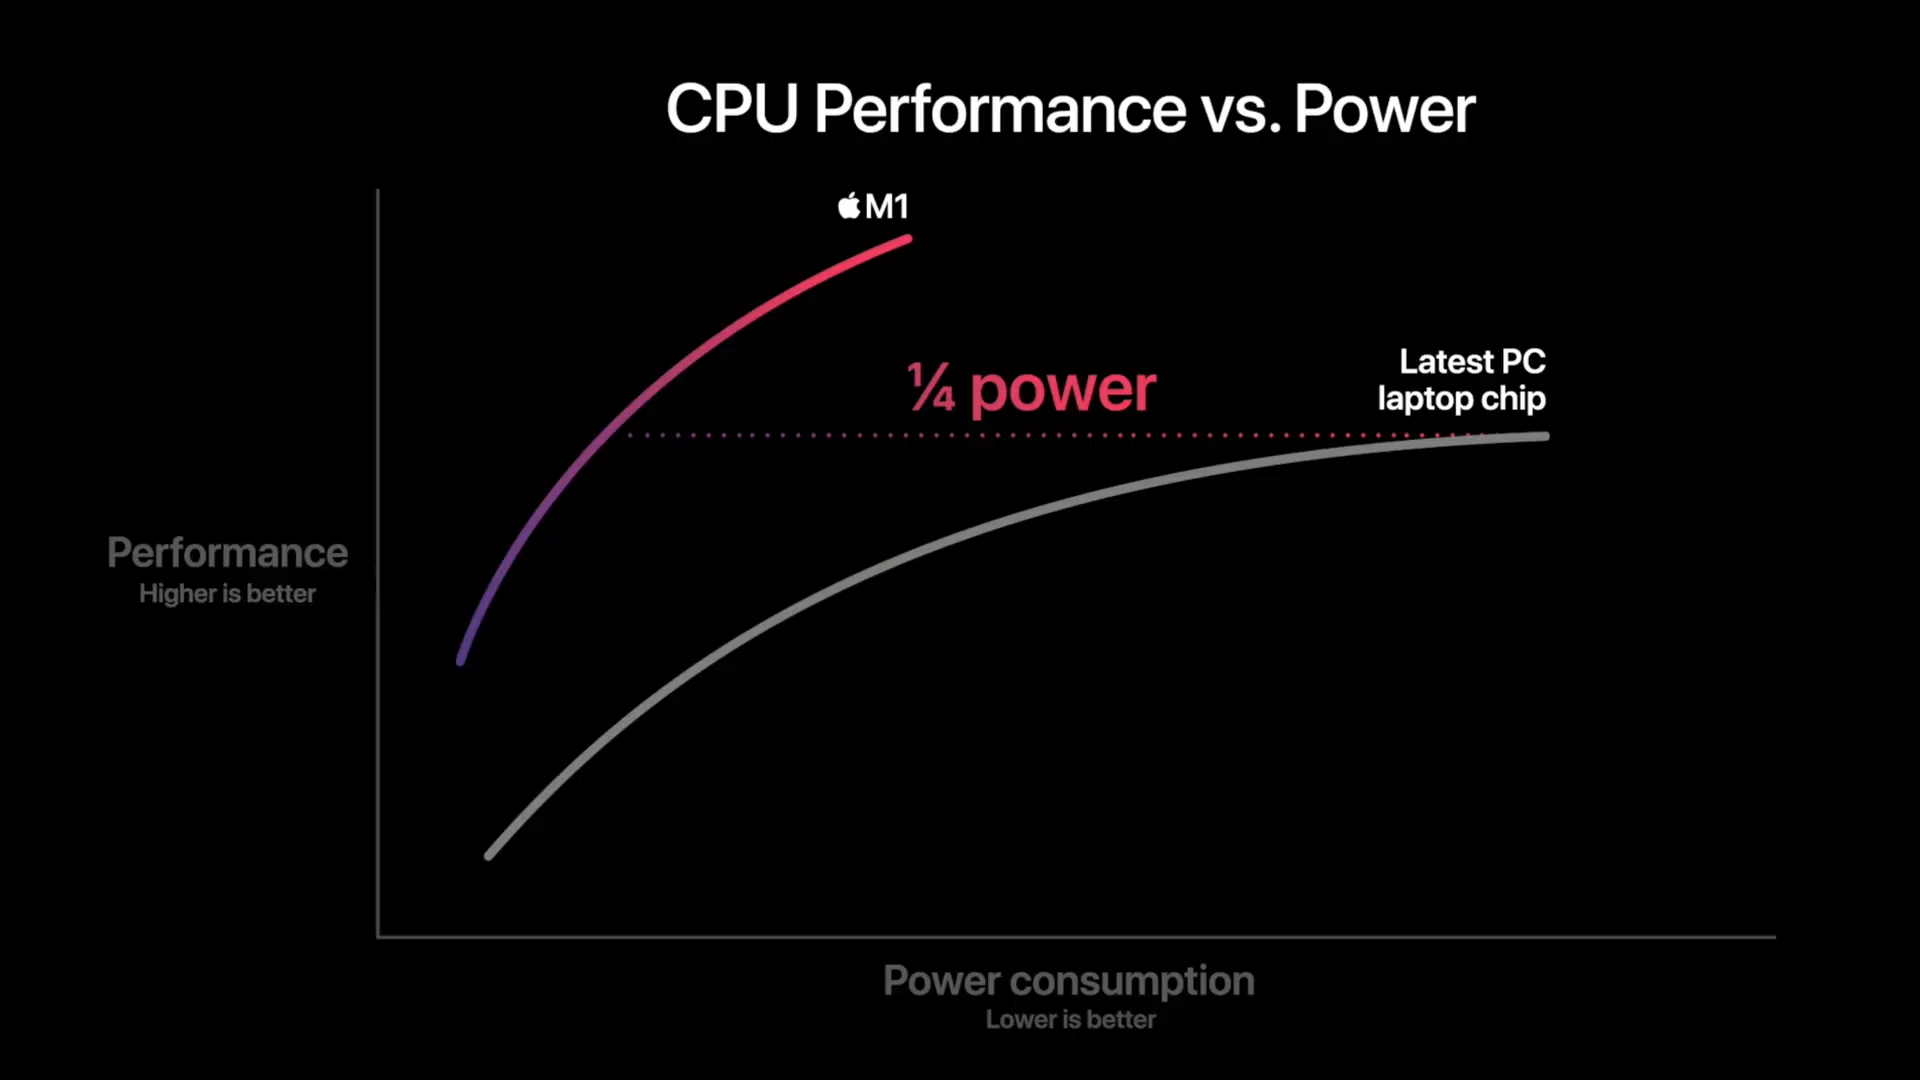 CPU Performance vs. Power
M1
¼ power
Latest PC
laptop chip
Performance
Higher is better
Power consumption
Lower is better